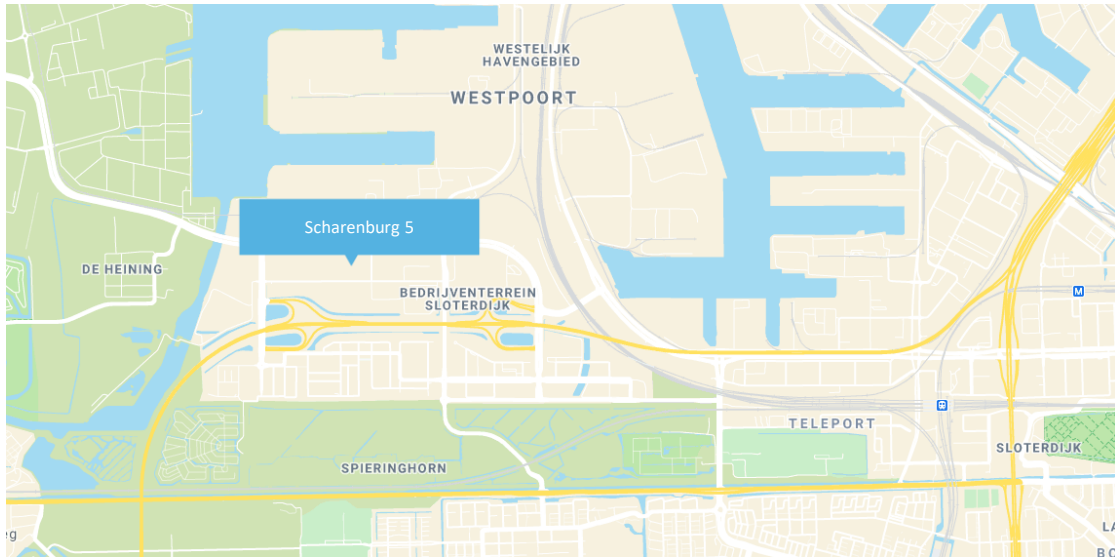 WESTELIJK
HAVENGEBIED
WESTPOORT
Scharenburg 5
DE HEINING
BEDRIJVENTERREIN
SLOTERDIJK
M
TELEPORT
SLOTERDIJK
SPIERINGHORN